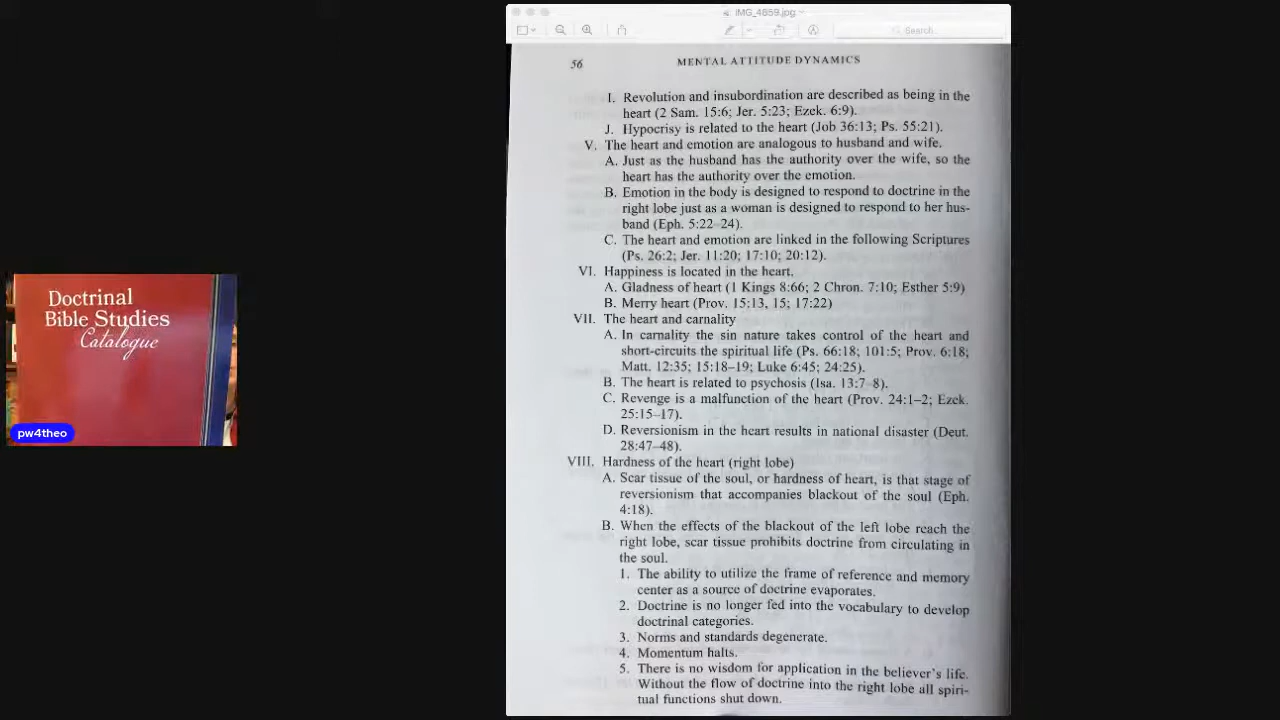 IMG_4859.jpg
Search
56 MENTAL ATTITUDE DYNAMICS
I. Revolution and insubordination are described as being in the
heart (2 Sam. 15:6; Jer. 5:23; Ezek. 6:9).
J. Hypocrisy is related to the heart (Job 36:13; Ps. 55:21).
V. The heart and emotion are analogous to husband and wife.
A. Just as the husband has the authority over the wife, so the
heart has the authority over the emotion.
B. Emotion in the body is designed to respond to doctrine in the
right lobe just as a woman is designed to respond to her hus-
band (Eph. 5:22–24).
C. The heart and emotion are linked in the following Scriptures
(Ps. 26:2; Jer. 11:20; 17:10; 20:12).
VI. Happiness is located in the heart.
A. Gladness of heart (1 Kings 8:66; 2 Chron. 7:10; Esther 5:9)
B. Merry heart (Prov. 15:13, 15; 17:22)
VII. The heart and carnality
A. In carnality the sin nature takes control of the heart and
short-circuits the spiritual life (Ps. 66:18; 101:5; Prov. 6:18;
Matt. 12:35; 15:18–19; Luke 6:45; 24:25).
B. The heart is related to psychosis (Isa. 13:7–8).
C. Revenge is a malfunction of the heart (Prov. 24:1–2; Ezek.
25:15–17).
D. Reversionism in the heart results in national disaster (Deut.
28:47–48).
VIII. Hardness of the heart (right lobe)
A. Scar tissue of the soul, or hardness of heart, is that stage of
reversionism that accompanies blackout of the soul (Eph.
4:18).
B. When the effects of the blackout of the left lobe reach the
right lobe, scar tissue prohibits doctrine from circulating in
the soul.
1. The ability to utilize the frame of reference and memory
center as a source of doctrine evaporates.
2. Doctrine is no longer fed into the vocabulary to develop
doctrinal categories.
3. Norms and standards degenerate.
4. Momentum halts.
5. There is no wisdom for application in the believer's life.
Without the flow of doctrine into the right lobe all spiri-
tual functions shut down.
Doctrinal
Bible Studies
Catalogue
pw4theo